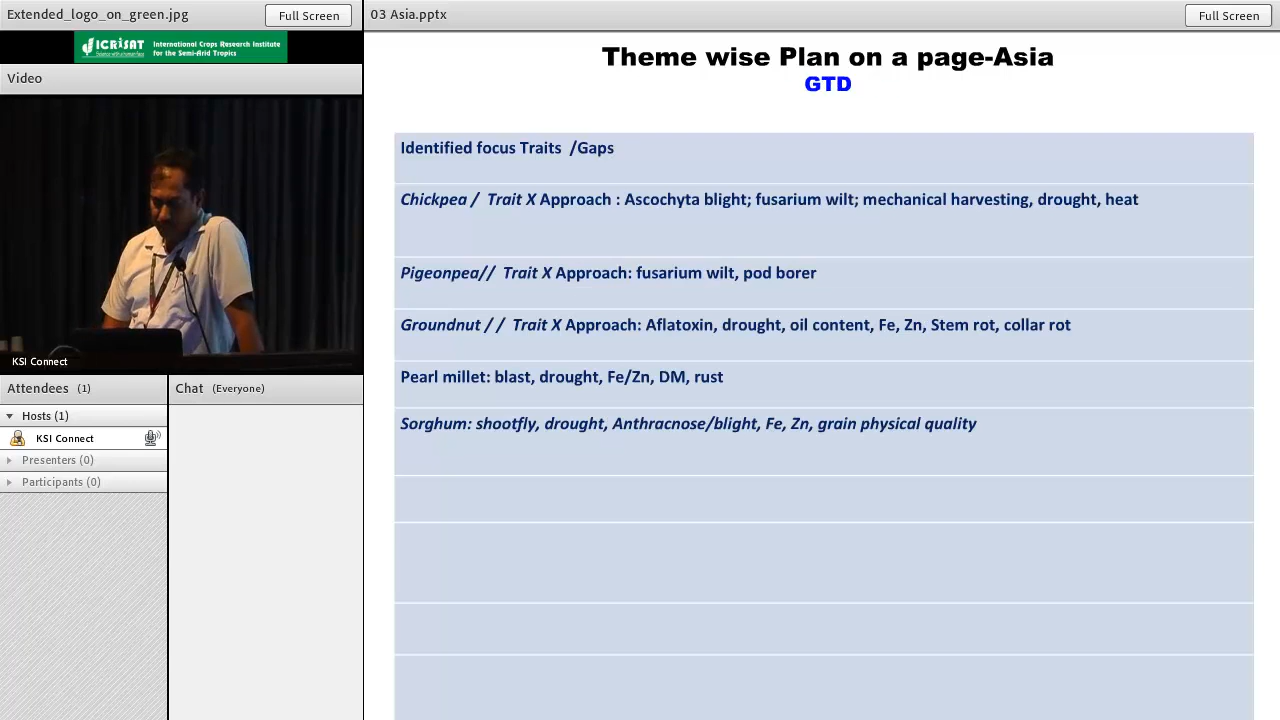 Extended_logo_on_green.jpg
Full Screen
03 Asia.pptx
Full Screen
ICRISAT
Science with a human face
International Crops Research Institute
for the Semi-Arid Tropics
Video
KSI Connect
Attendees (1)
Hosts (1)
KSI Connect
Presenters (0)
Participants (0)
Chat (Everyone)
Theme wise Plan on a page-Asia
GTD
Identified focus Traits /Gaps
Chickpea / Trait X Approach : Ascochyta blight; fusarium wilt; mechanical harvesting, drought, heat
Pigeonpea// Trait X Approach: fusarium wilt, pod borer
Groundnut / / Trait X Approach: Aflatoxin, drought, oil content, Fe, Zn, Stem rot, collar rot
Pearl millet: blast, drought, Fe/Zn, DM, rust
Sorghum: shootfly, drought, Anthracnose/blight, Fe, Zn, grain physical quality